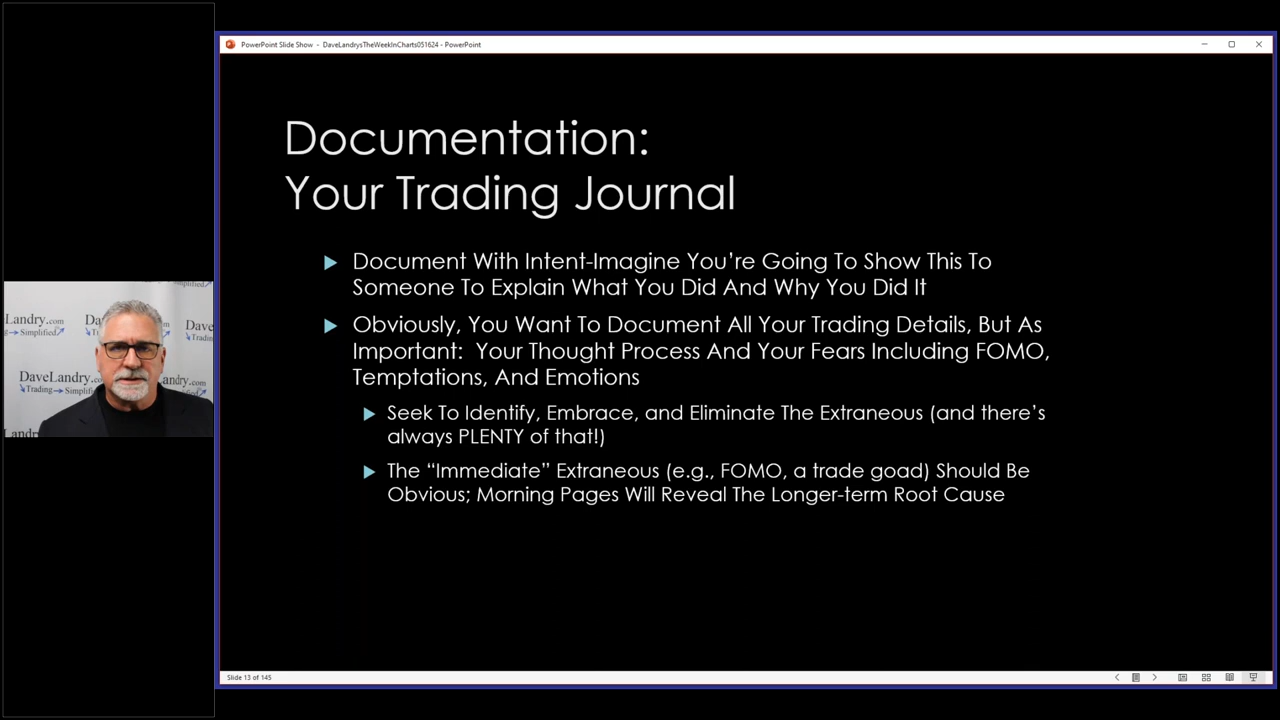 PowerPoint Slide Show - DaveLandrysTheWeekInCharts051624 - PowerPoint
Documentation:
Your Trading Journal
Document With Intent-Imagine You're Going To Show This To
Someone To Explain What You Did And Why You Did It
Obviously, You Want To Document All Your Trading Details, But As
Important: Your Thought Process And Your Fears Including FOMO,
Temptations, And Emotions
Seek To Identify, Embrace, and Eliminate The Extraneous (and there's
always PLENTY of that!)
The “Immediate” Extraneous (e.g., FOMO, a trade goad) Should Be
Obvious; Morning Pages Will Reveal The Longer-term Root Cause
DaveLandry.com
Trading Simplified
Slide 13 of 145